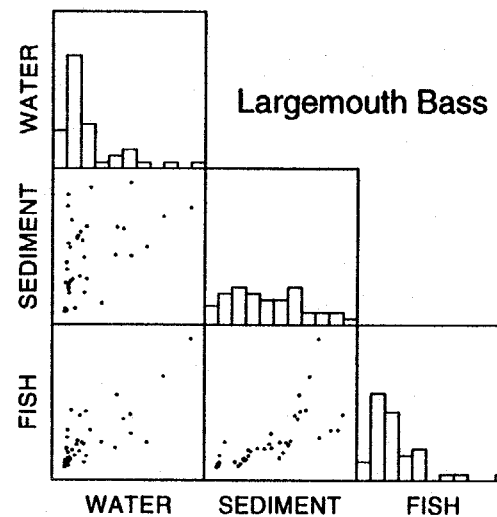 WATER
Largemouth Bass
SEDIMENT
FISH
WATER SEDIMENT FISH